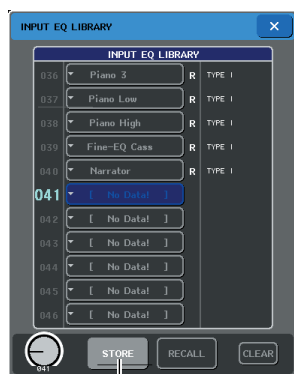 INPUT EQ LIBRARY ×
INPUT EQ LIBRARY
036 Piano 3 R TYPE I
037 Piano Low R TYPE I
038 Piano High R TYPE I
039 Fine-EQ Cass R TYPE I
040 Narrator R TYPE I
041 [ No Data! ]
042 [ No Data! ]
043 [ No Data! ]
044 [ No Data! ]
045 [ No Data! ]
046 [ No Data! ]
041 STORE RECALL CLEAR